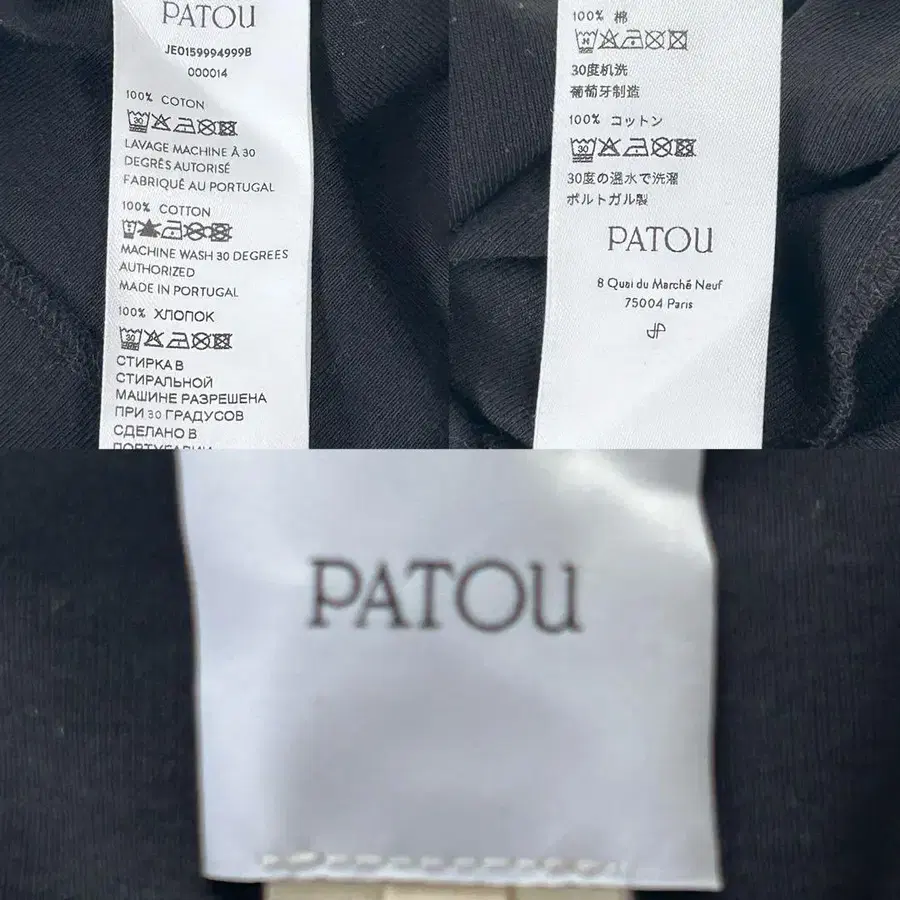 PATOU
JE0159994999B
000014
100% COTON
LAVAGE MACHINE À 30
DEGRÈS AUTORISÉ
FABRIQUÉ AU PORTUGAL
100% COTTON
MACHINE WASH 30 DEGREES
AUTHORIZED
MADE IN PORTUGAL
100% ХЛОПОК
СТИРКА В
СТИРАЛЬНОЙ
МАШИНЕ РАЗРЕШЕНА
ПРИ 30 ГРАДУСОВ
СДЕЛАНО В
ПОРТУГАЛИИ
100% 棉
30度机洗
葡萄牙制造
100% コットン
30度の温水で洗濯
ポルトガル製
PATOU
8 Quai du Marché Neuf
75004 Paris
JP
PATOU